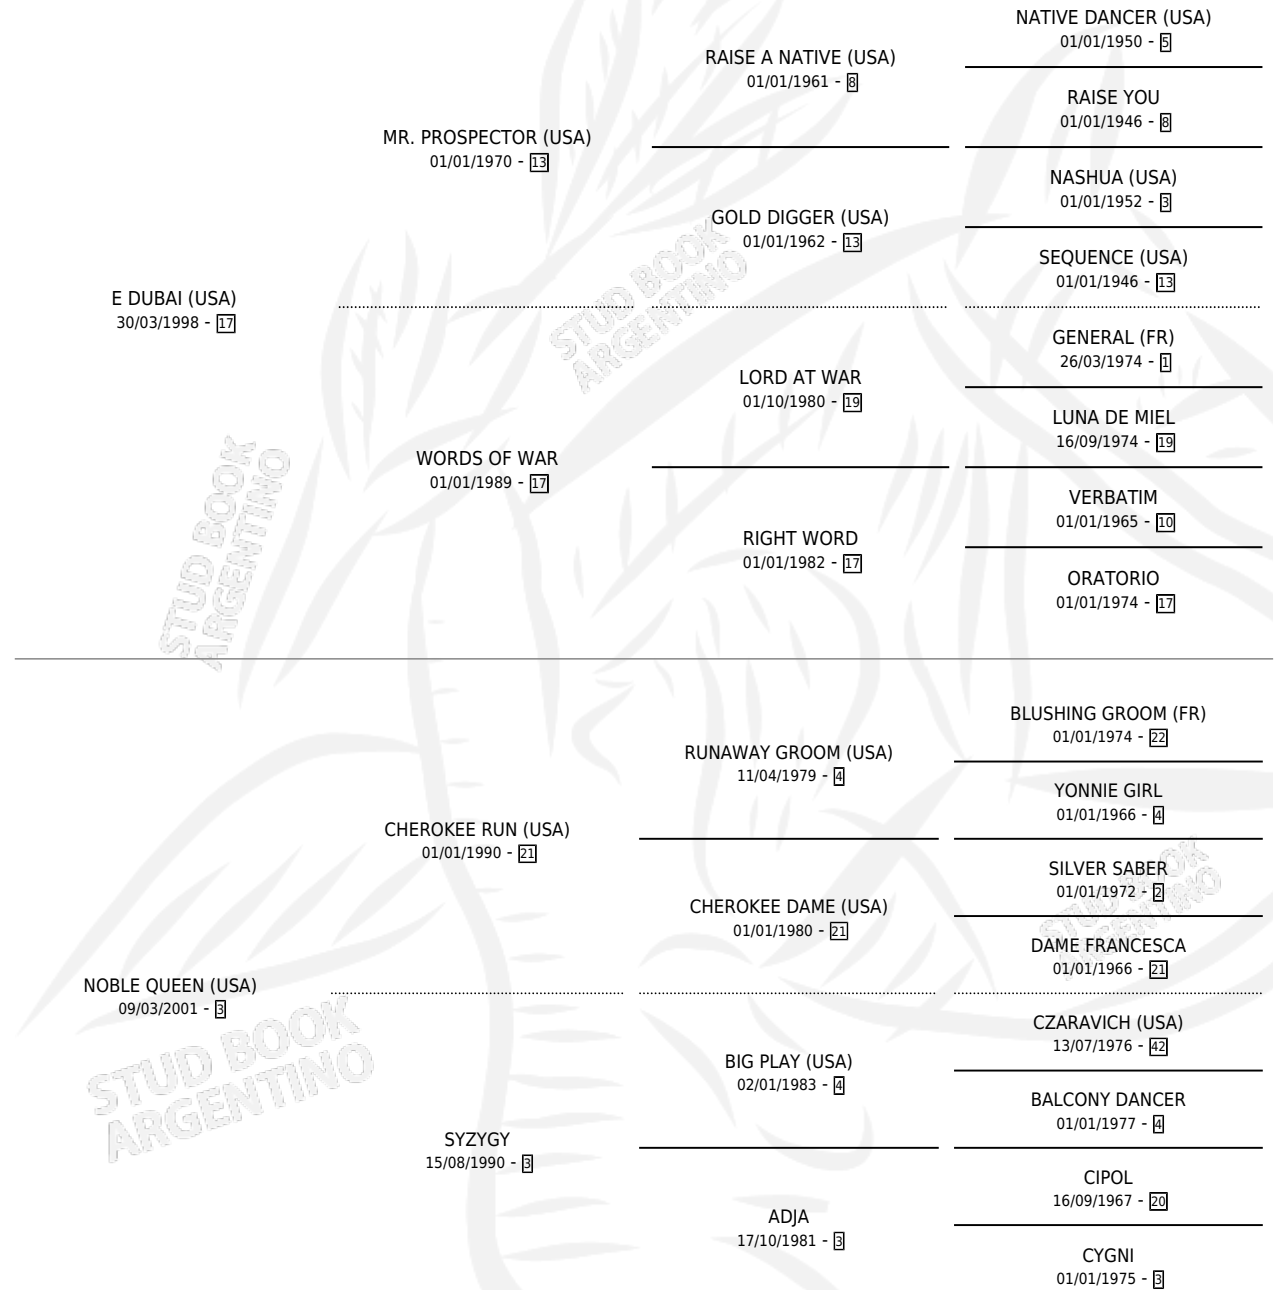 NATIVE DANCER (USA)
01/01/1950 - 5
RAISE A NATIVE (USA)
01/01/1961 - 8
RAISE YOU
01/01/1946 - 8
MR. PROSPECTOR (USA)
01/01/1970 - 13
NASHUA (USA)
01/01/1952 - 3
GOLD DIGGER (USA)
01/01/1962 - 13
SEQUENCE (USA)
01/01/1946 - 13
E DUBAI (USA)
30/03/1998 - 17
GENERAL (FR)
26/03/1974 - 1
LORD AT WAR
01/10/1980 - 19
LUNA DE MIEL
16/09/1974 - 19
WORDS OF WAR
01/01/1989 - 17
VERBATIM
01/01/1965 - 10
RIGHT WORD
01/01/1982 - 17
ORATORIO
01/01/1974 - 17
BLUSHING GROOM (FR)
01/01/1974 - 22
RUNAWAY GROOM (USA)
11/04/1979 - 4
YONNIE GIRL
01/01/1966 - 4
CHEROKEE RUN (USA)
01/01/1990 - 21
SILVER SABER
01/01/1972 - 2
CHEROKEE DAME (USA)
01/01/1980 - 21
DAME FRANCESCA
01/01/1966 - 21
NOBLE QUEEN (USA)
09/03/2001 - 3
CZARAVICH (USA)
13/07/1976 - 42
BIG PLAY (USA)
02/01/1983 - 4
BALCONY DANCER
01/01/1977 - 4
SYZYGY
15/08/1990 - 3
CIPOL
16/09/1967 - 20
ADJA
17/10/1981 - 3
CYGNI
01/01/1975 - 3
STUD BOOK
ARGENTINO
STUD BOOK
ARGENTINO
STUD BOOK
ARGENTINO
STUD BOOK
ARGENTINO